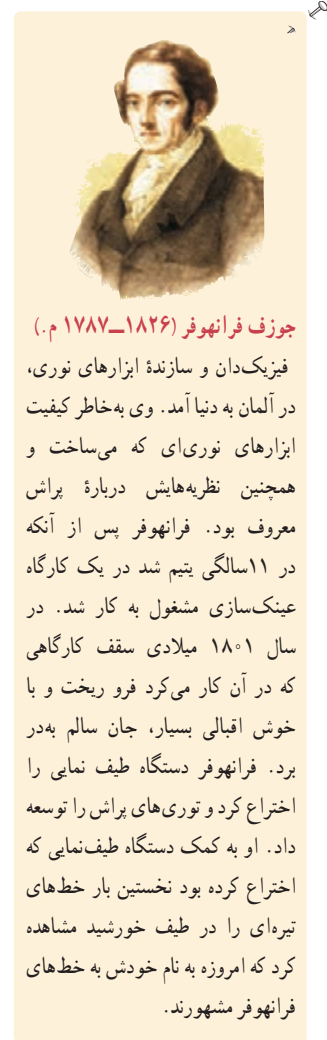 جوزف فرانهوفر (۱۸۲۶ــ۱۷۸۷ م.)
فیزیک‌دان و سازندهٔ ابزارهای نوری،
در آلمان به دنیا آمد. وی به‌خاطر کیفیت
ابزارهای نوری‌ای که می‌ساخت و
همچنین نظریه‌هایش دربارهٔ پراش
معروف بود. فرانهوفر پس از آنکه
در ۱۱سالگی یتیم شد در یک کارگاه
عینک‌سازی مشغول به کار شد. در
سال ۱۸۰۱ میلادی سقف کارگاهی
که در آن کار می‌کرد فرو ریخت و با
خوش اقبالی بسیار، جان سالم به‌در
برد. فرانهوفر دستگاه طیف نمایی را
اختراع کرد و توری‌های پراش را توسعه
داد. او به کمک دستگاه طیف‌نمایی که
اختراع کرده بود نخستین بار خط‌های
تیره‌ای را در طیف خورشید مشاهده
کرد که امروزه به نام خودش به خط‌های
فرانهوفر مشهورند.